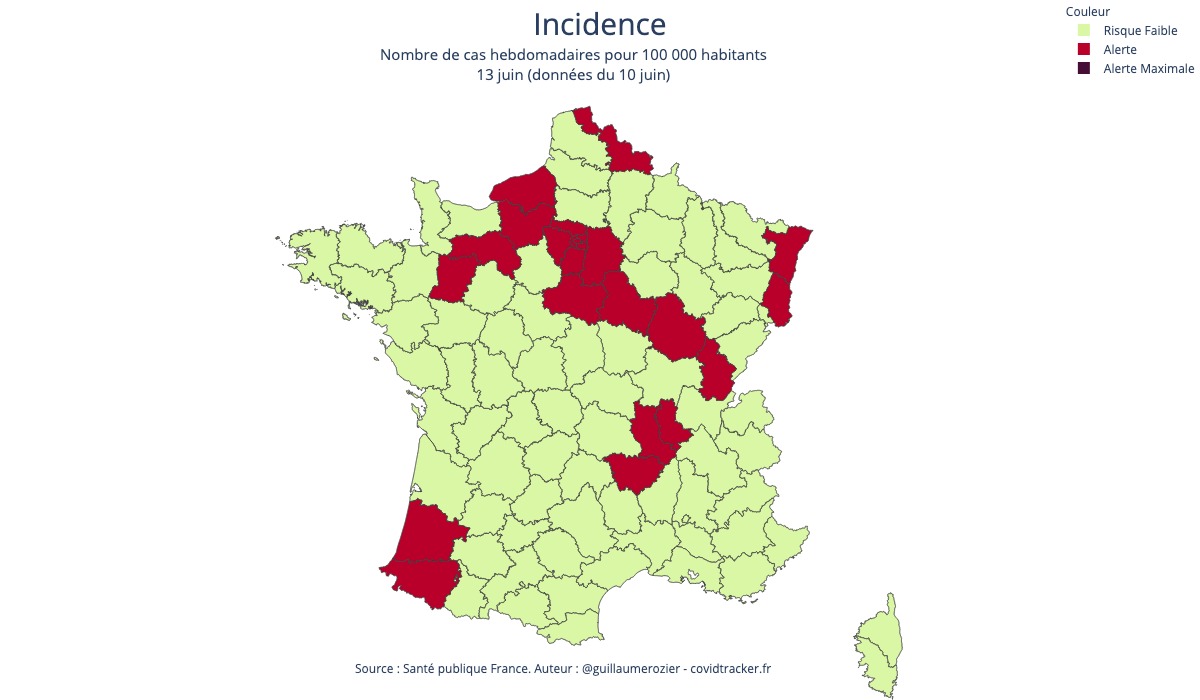 Incidence
Nombre de cas hebdomadaires pour 100 000 habitants
13 juin (données du 10 juin)
Couleur
Risque Faible
Alerte
Alerte Maximale
Source : Santé publique France. Auteur : @guillaumerozier - covidtracker.fr